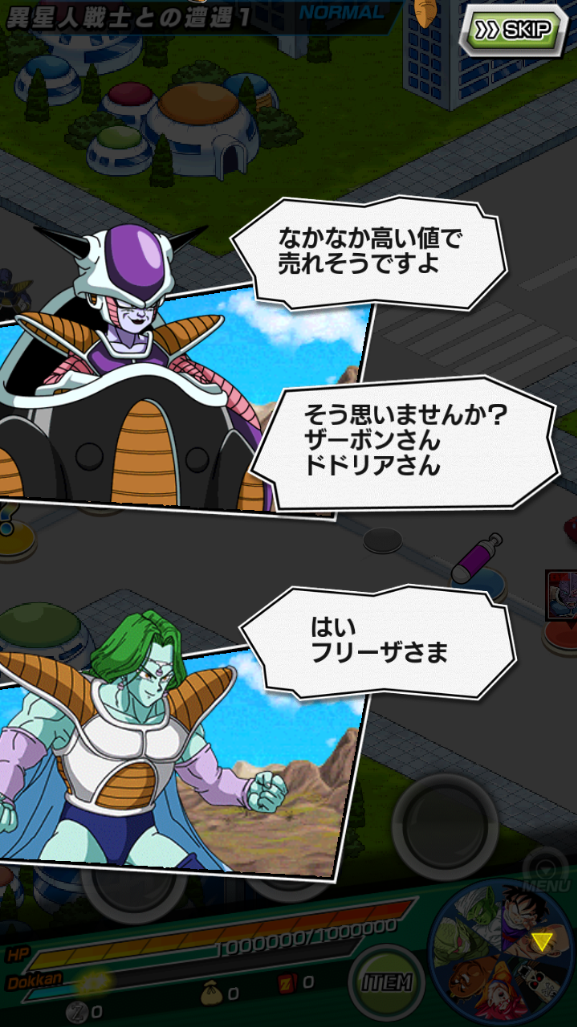 異星人戦士との遭遇1
NORMAL
SKIP
なかなか高い値で
売れそうですよ
そう思いませんか?
ザーボンさん
ドドリアさん
はい
フリーザさま
MENU
HP
1000000/1000000
Dokkan
ITEM
0
0
0